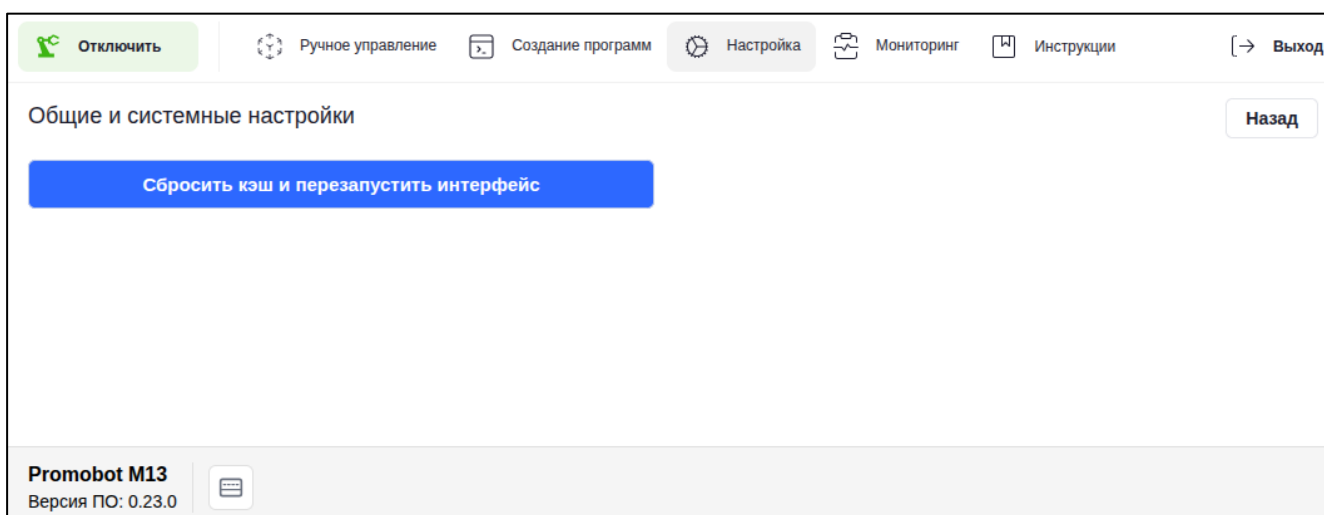 Отключить Ручное управление Создание программ Настройка Мониторинг Инструкции Выход
Общие и системные настройки Назад
Сбросить кэш и перезапустить интерфейс
Promobot M13
Версия ПО: 0.23.0